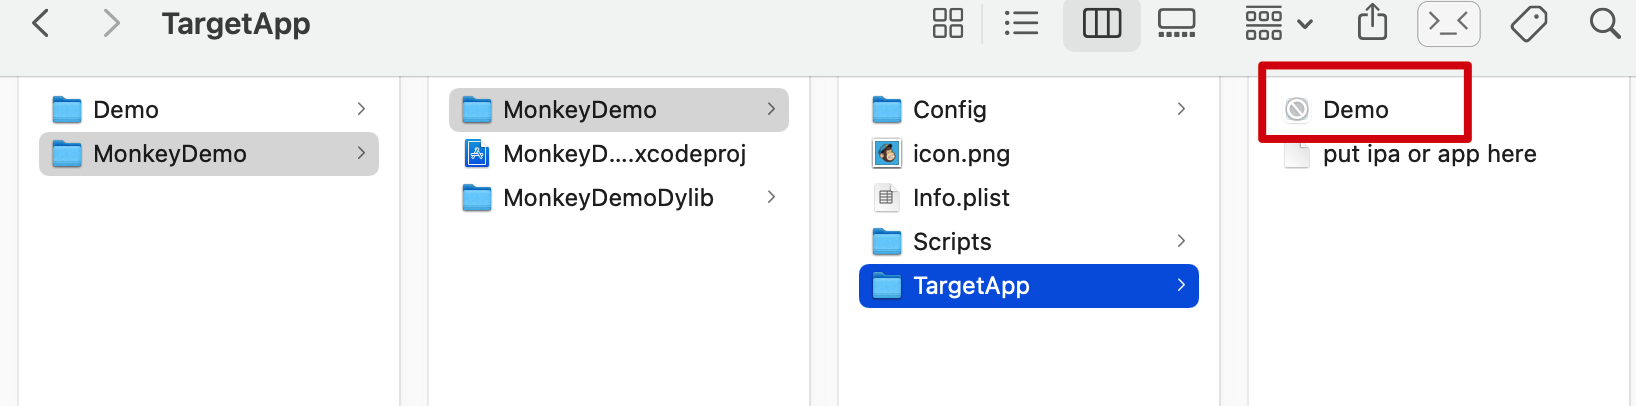 TargetApp
Demo
MonkeyDemo
MonkeyDemo
MonkeyD....xcodeproj
MonkeyDemoDylib
Config
icon.png
Info.plist
Scripts
TargetApp
Demo
put ipa or app here